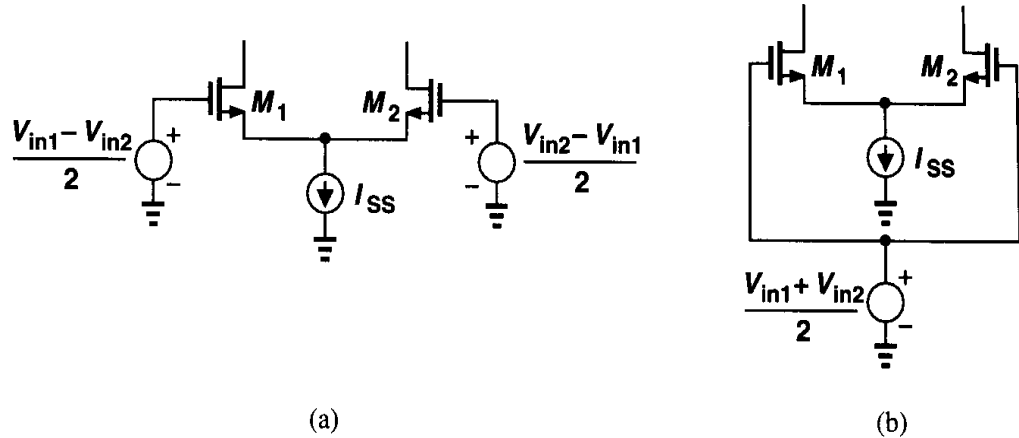 M1
M2
Vin1 − Vin2
2
+
−
ISS
+
−
Vin2 − Vin1
2
(a)
M1
M2
ISS
Vin1 + Vin2
2
+
−
(b)